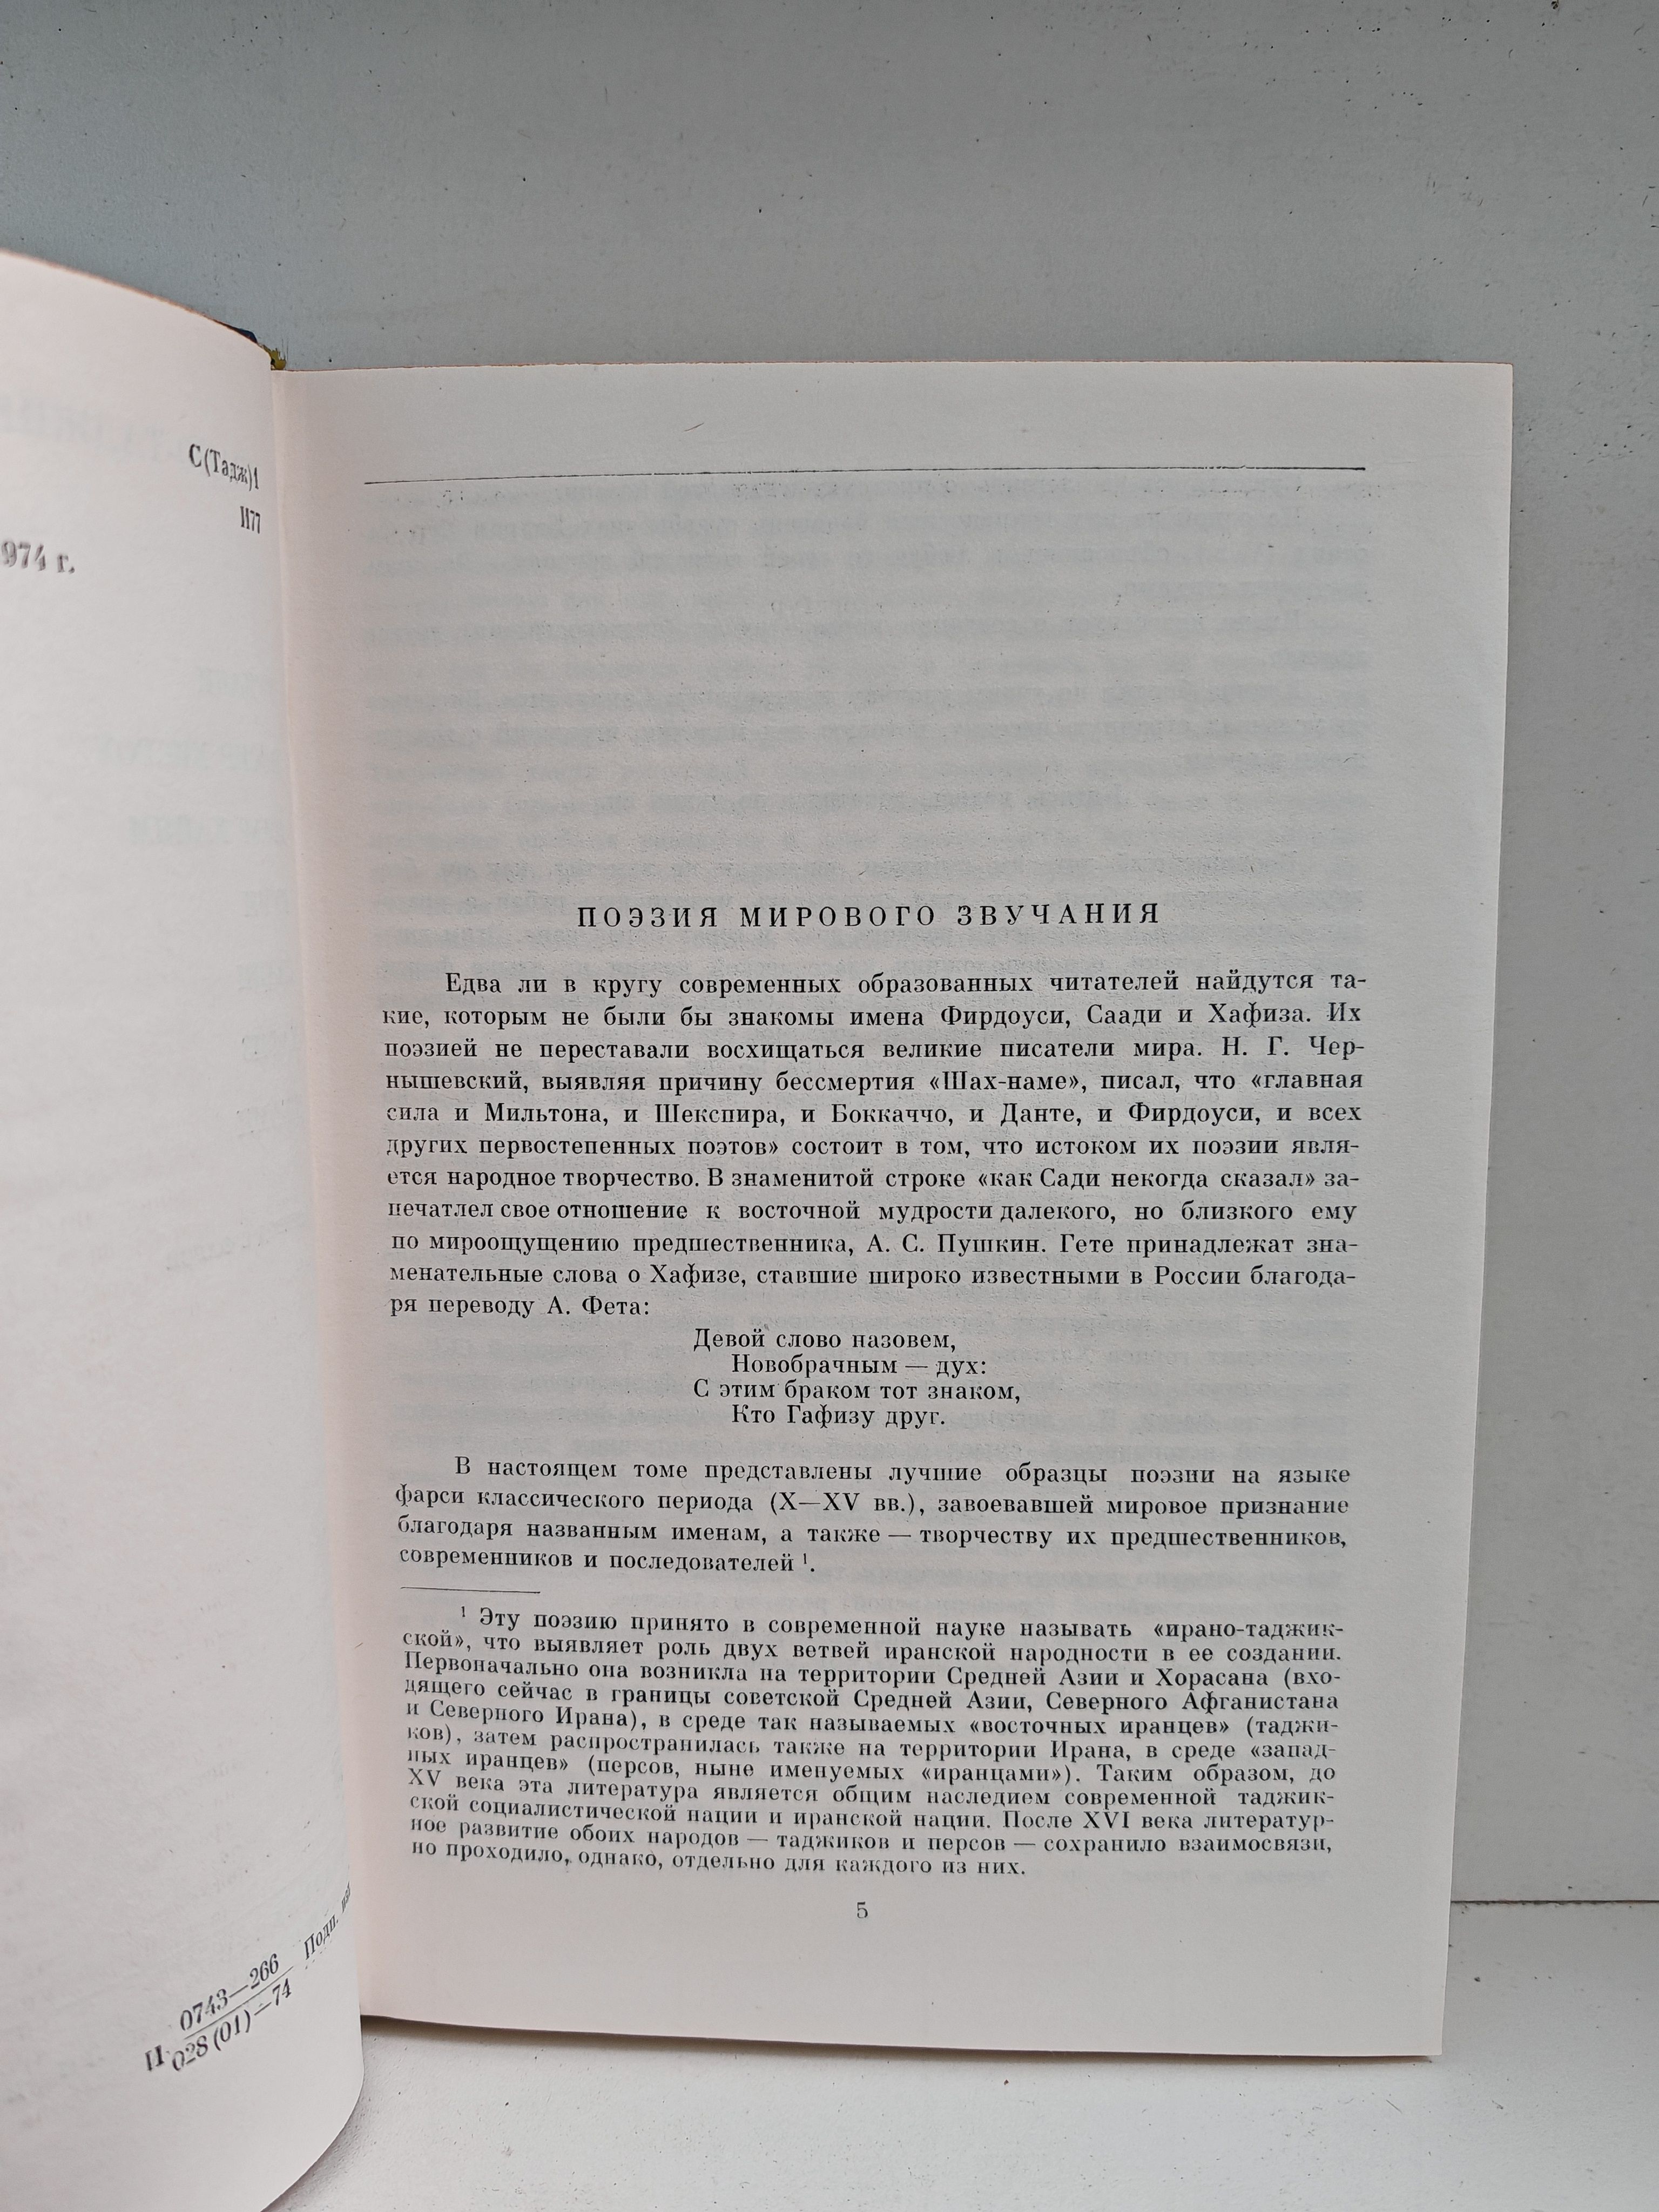 С(Тадж)1
И77
974 г.
И 0743—266
028(01)—74
Подп.
ПОЭЗИЯ МИРОВОГО ЗВУЧАНИЯ
Едва ли в кругу современных образованных читателей найдутся та-
кие, которым не были бы знакомы имена Фирдоуси, Саади и Хафиза. Их
поэзией не переставали восхищаться великие писатели мира. Н. Г. Чер-
нышевский, выявляя причину бессмертия «Шах-наме», писал, что «главная
сила и Мильтона, и Шекспира, и Боккаччо, и Данте, и Фирдоуси, и всех
других первостепенных поэтов» состоит в том, что истоком их поэзии явля-
ется народное творчество. В знаменитой строке «как Сади некогда сказал» за-
печатлел свое отношение к восточной мудрости далекого, но близкого ему
по мироощущению предшественника, А. С. Пушкин. Гете принадлежат зна-
менательные слова о Хафизе, ставшие широко известными в России благода-
ря переводу А. Фета:
Девой слово назовем,
Новобрачным — дух:
С этим браком тот знаком,
Кто Гафизу друг.
В настоящем томе представлены лучшие образцы поэзии на языке
фарси классического периода (X—XV вв.), завоевавшей мировое признание
благодаря названным именам, а также — творчеству их предшественников,
современников и последователей ¹.
¹ Эту поэзию принято в современной науке называть «ирано-таджик-
ской», что выявляет роль двух ветвей иранской народности в ее создании.
Первоначально она возникла на территории Средней Азии и Хорасана (вхо-
дящего сейчас в границы советской Средней Азии, Северного Афганистана
и Северного Ирана), в среде так называемых «восточных иранцев» (таджи-
ков), затем распространилась также на территории Ирана, в среде «запад-
ных иранцев» (персов, ныне именуемых «иранцами»). Таким образом, до
XV века эта литература является общим наследием современной таджик-
ской социалистической нации и иранской нации. После XVI века литератур-
ное развитие обоих народов — таджиков и персов — сохранило взаимосвязи,
но проходило, однако, отдельно для каждого из них.
5